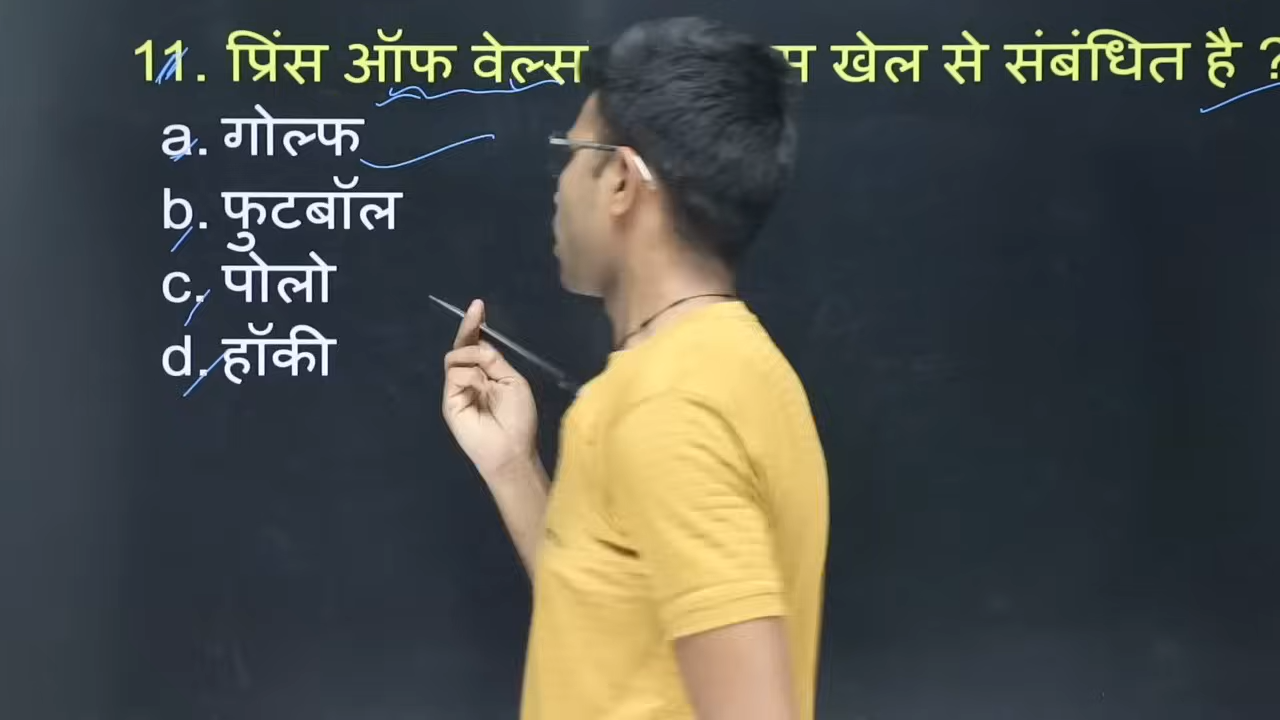 11. प्रिंस ऑफ वेल्स खेल से संबंधित है ?
a. गोल्फ
b. फुटबॉल
c. पोलो
d. हॉकी